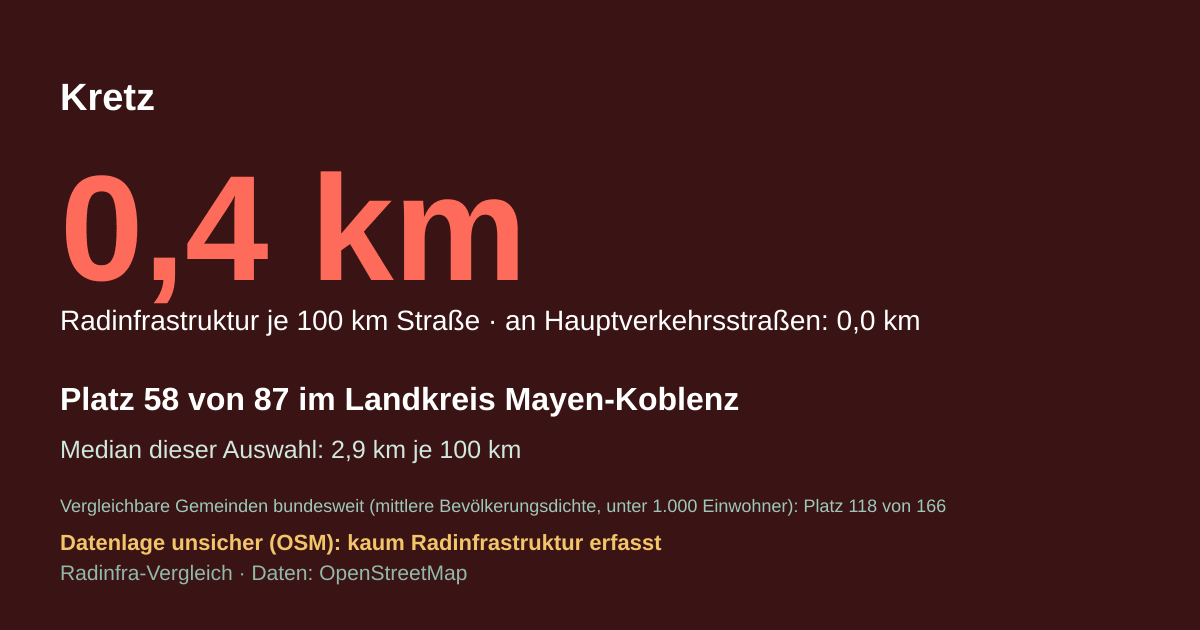 Kretz
0,4 km
Radinfrastruktur je 100 km Straße · an Hauptverkehrsstraßen: 0,0 km
Platz 58 von 87 im Landkreis Mayen-Koblenz
Median dieser Auswahl: 2,9 km je 100 km
Vergleichbare Gemeinden bundesweit (mittlere Bevölkerungsdichte, unter 1.000 Einwohner): Platz 118 von 166
Datenlage unsicher (OSM): kaum Radinfrastruktur erfasst
Radinfra-Vergleich · Daten: OpenStreetMap